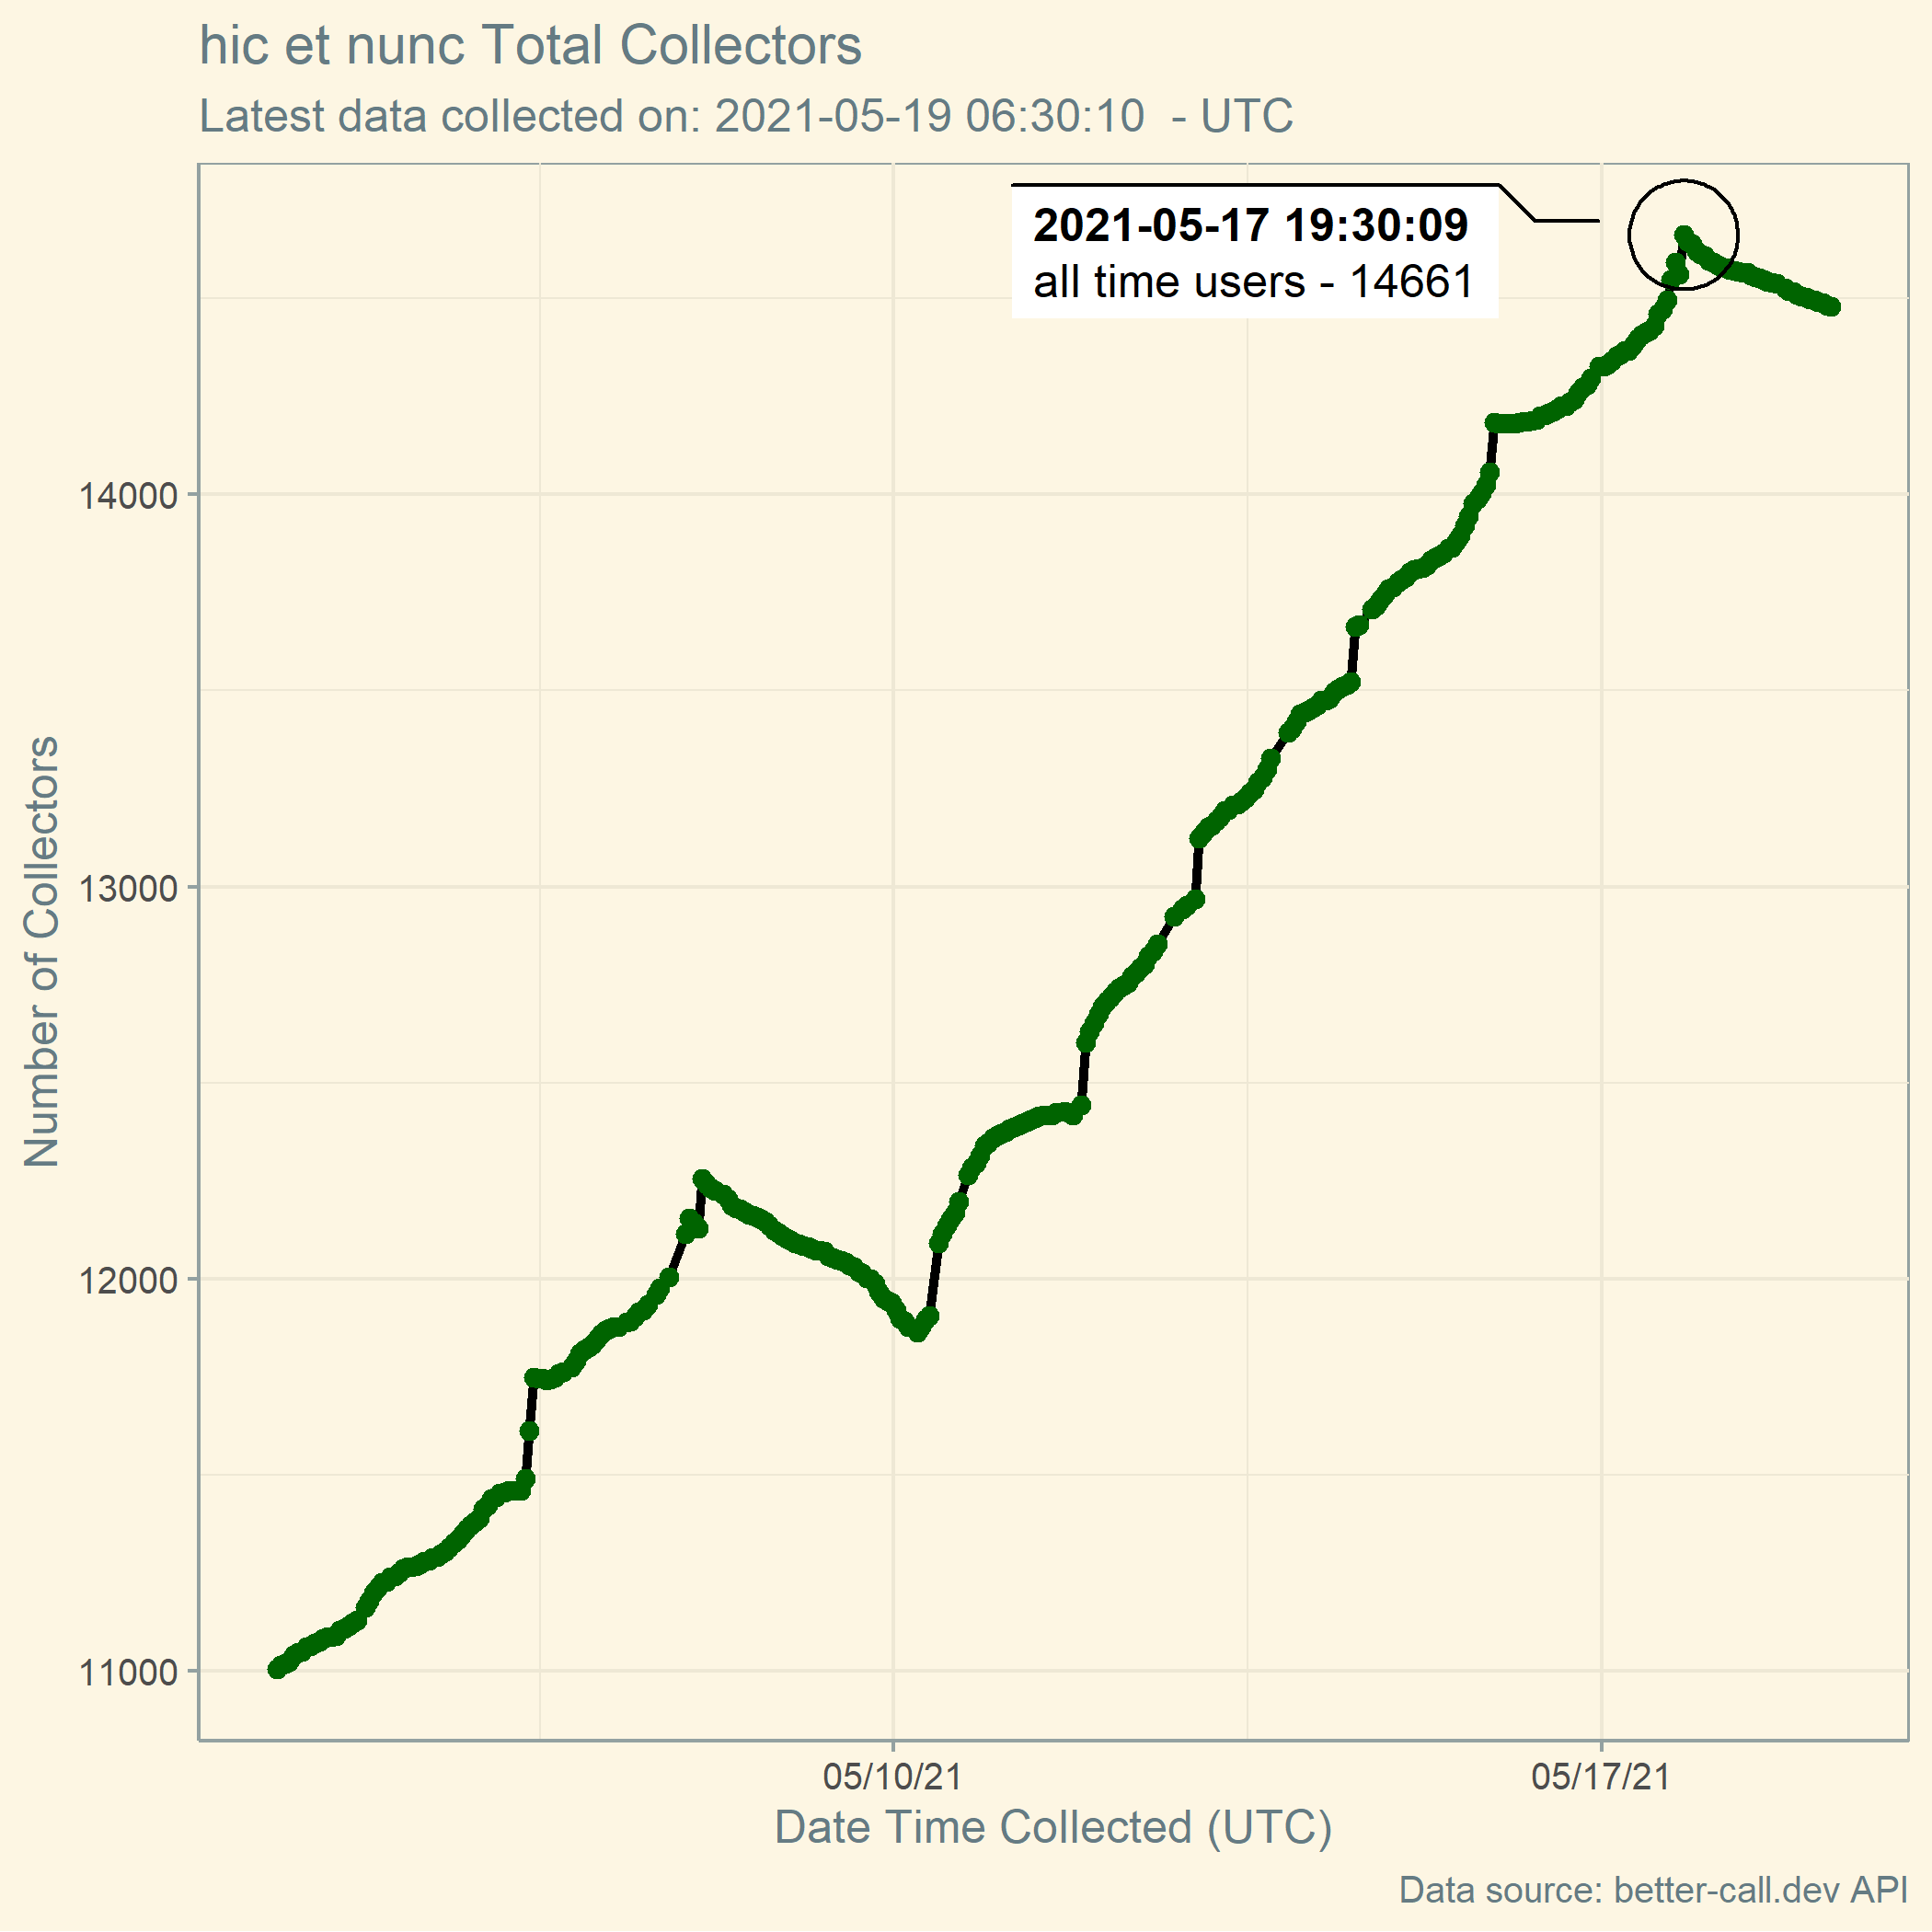 hic et nunc Total Collectors
Latest data collected on: 2021-05-19 06:30:10  - UTC
2021-05-17 19:30:09
all time users - 14661
Number of Collectors
14000
13000
12000
11000
05/10/21
05/17/21
Date Time Collected (UTC)
Data source: better-call.dev API